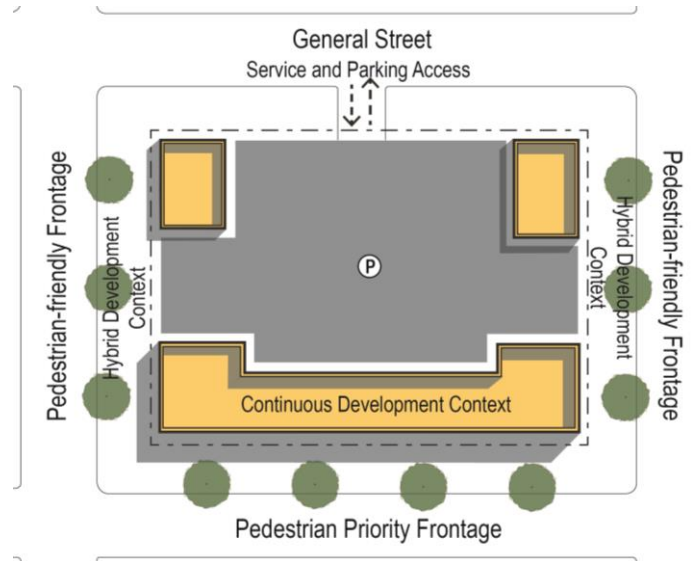 General Street
Service and Parking Access
Pedestrian-friendly Frontage
Hybrid Development
Context
P
Hybrid Development
Context
Pedestrian-friendly Frontage
Continuous Development Context
Pedestrian Priority Frontage